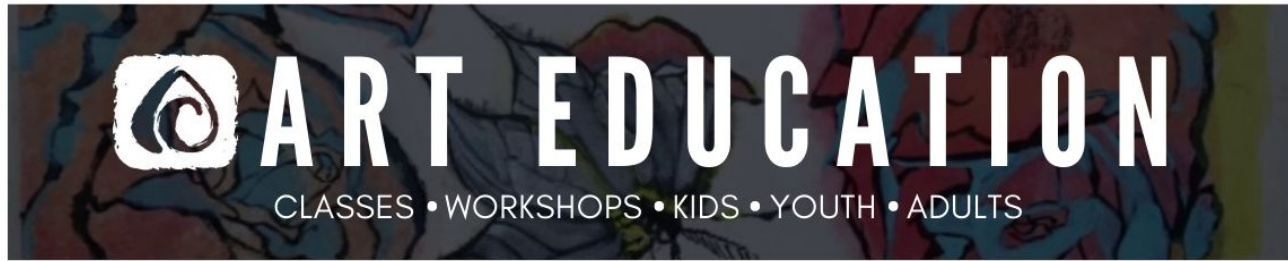 ART EDUCATION
CLASSES • WORKSHOPS • KIDS • YOUTH • ADULTS